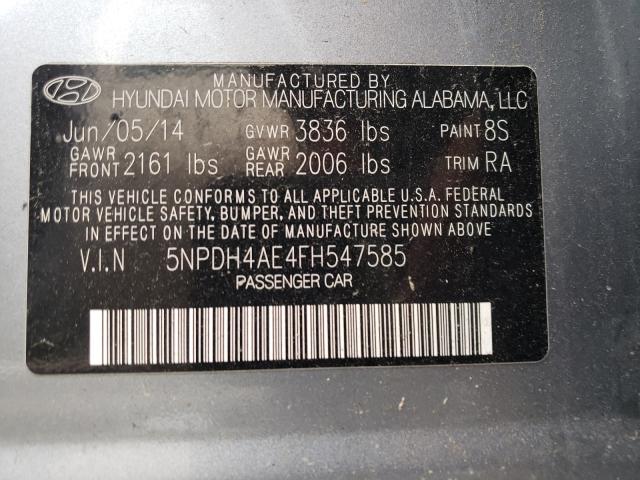 MANUFACTURED BY
HYUNDAI MOTOR MANUFACTURING ALABAMA, LLC
Jun/05/14 GVWR 3836 lbs PAINT 8S
GAWR FRONT 2161 lbs GAWR REAR 2006 lbs TRIM RA
THIS VEHICLE CONFORMS TO ALL APPLICABLE U.S.A. FEDERAL
MOTOR VEHICLE SAFETY, BUMPER, AND THEFT PREVENTION STANDARDS
IN EFFECT ON THE DATE OF MANUFACTURE SHOWN ABOVE
V.I.N 5NPDH4AE4FH547585
PASSENGER CAR